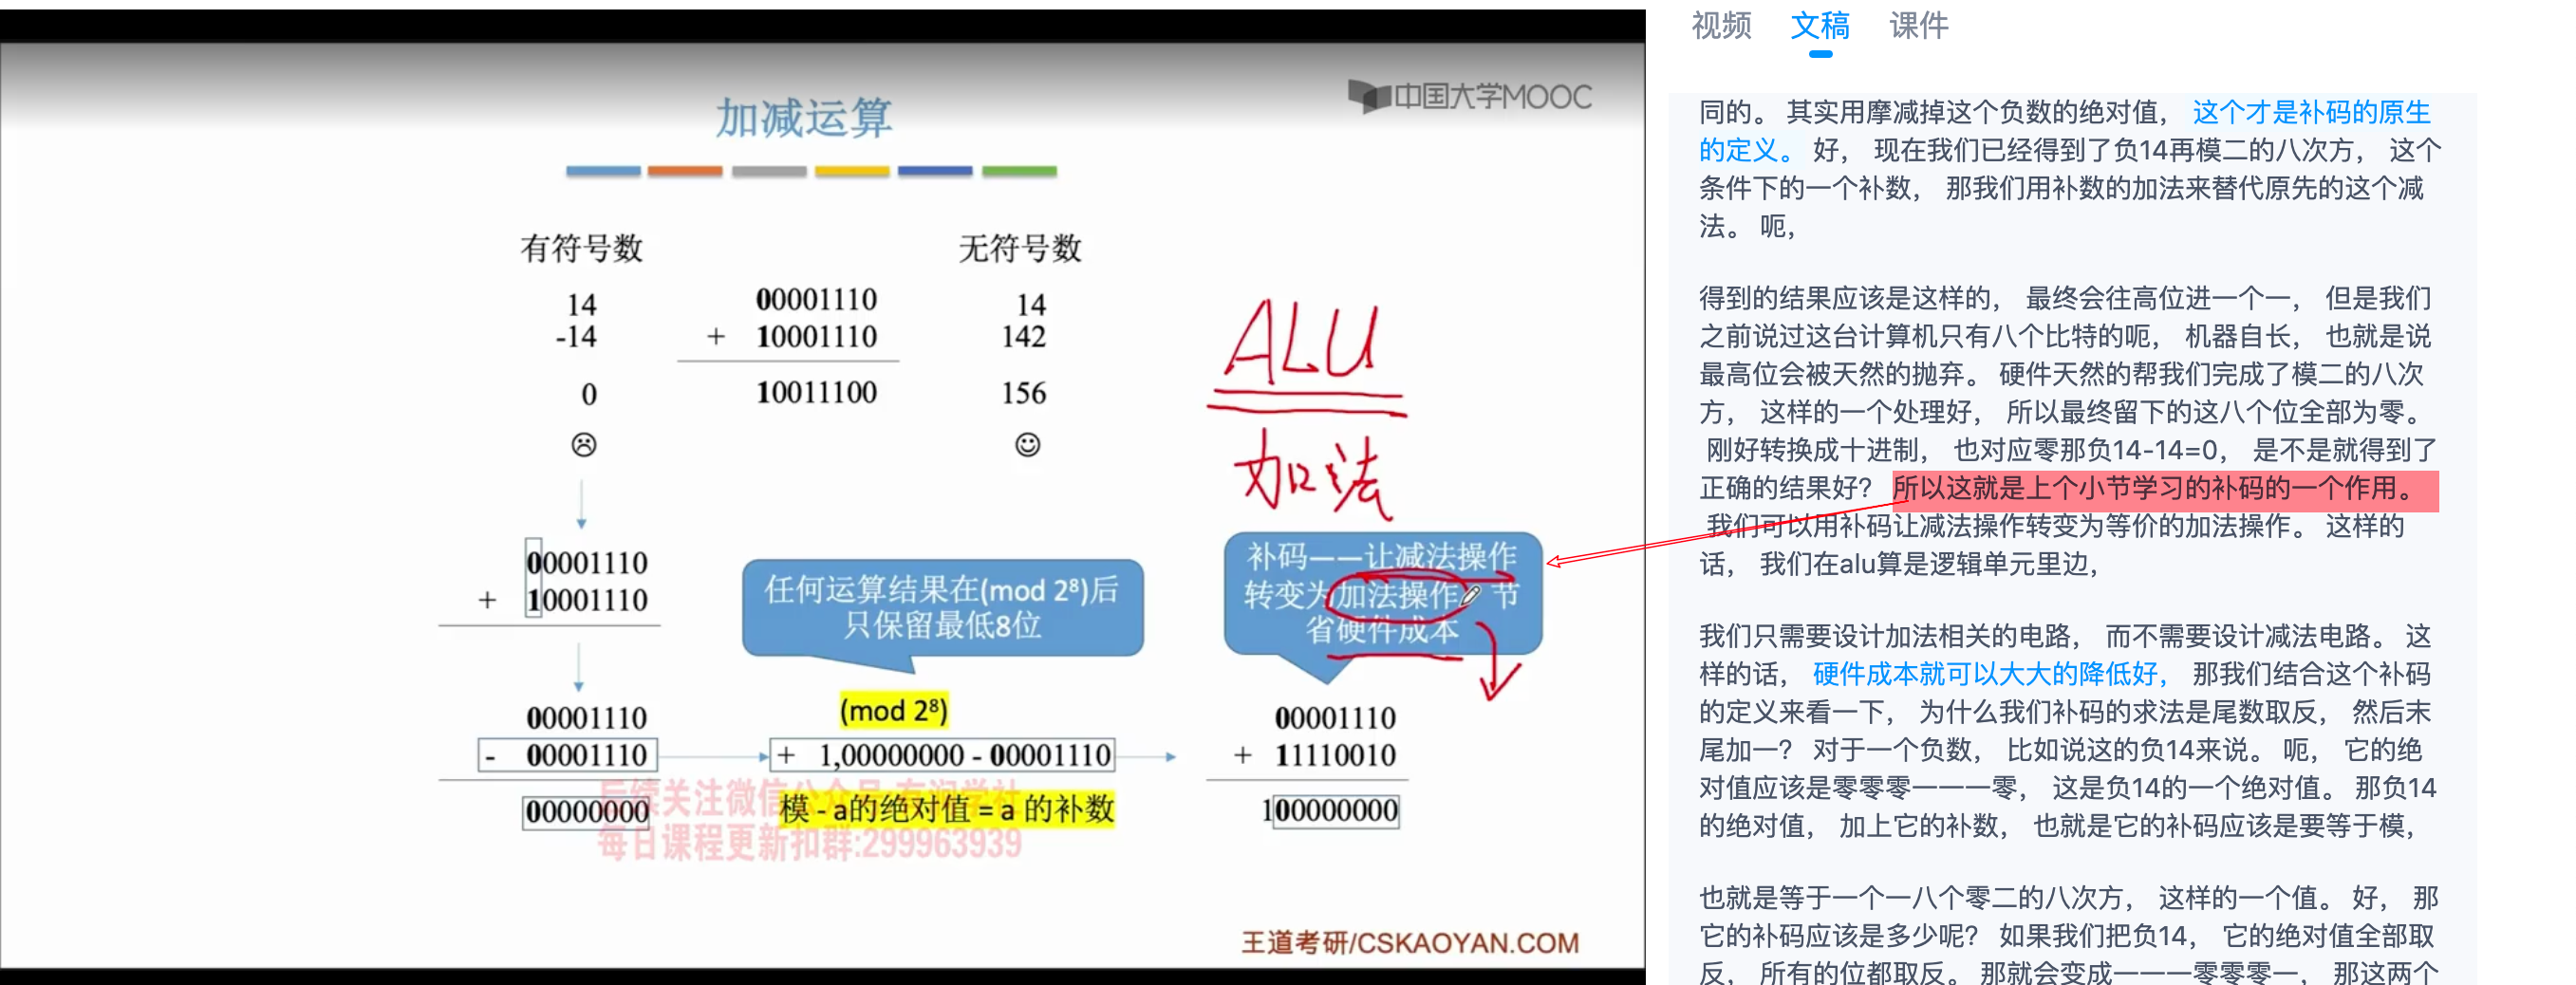 中国大学MOOC
加减运算
有符号数
无符号数
14
-14
0
00001110
+ 10001110
10011100
14
142
156
ALU
加法
00001110
+ 10001110
任何运算结果在(mod 2⁸)后
只保留最低8位
补码——让减法操作
转变为加法操作 节
省硬件成本
00001110
- 00001110
00000000
(mod 2⁸)
+ 1,00000000 - 00001110
模 - a的绝对值 = a 的补数
00001110
+ 11110010
100000000
后续关注微信公众号:有润学社
每日课程更新扣群:299963939
王道考研/CSKAOYAN.COM
视频 文稿 课件
同的。 其实用摩减掉这个负数的绝对值， 这个才是补码的原生
的定义。 好， 现在我们已经得到了负14再模二的八次方， 这个
条件下的一个补数， 那我们用补数的加法来替代原先的这个减
法。 呃，
得到的结果应该是这样的， 最终会往高位进一个一， 但是我们
之前说过这台计算机只有八个比特的呃， 机器自长， 也就是说
最高位会被天然的抛弃。 硬件天然的帮我们完成了模二的八次
方， 这样的一个处理好， 所以最终留下的这八个位全部为零。
刚好转换成十进制， 也对应零那负14-14=0， 是不是就得到了
正确的结果好？ 所以这就是上个小节学习的补码的一个作用。
我们可以用补码让减法操作转变为等价的加法操作。 这样的
话， 我们在alu算是逻辑单元里边，
我们只需要设计加法相关的电路， 而不需要设计减法电路。 这
样的话， 硬件成本就可以大大的降低好， 那我们结合这个补码
的定义来看一下， 为什么我们补码的求法是尾数取反， 然后末
尾加一？ 对于一个负数， 比如说这的负14来说。 呃， 它的绝
对值应该是零零零一一一零， 这是负14的一个绝对值。 那负14
的绝对值， 加上它的补数， 也就是它的补码应该是要等于模，
也就是等于一个一八个零二的八次方， 这样的一个值。 好， 那
它的补码应该是多少呢？ 如果我们把负14， 它的绝对值全部取
反， 所有的位都取反。 那就会变成一一一零零零一， 那这两个